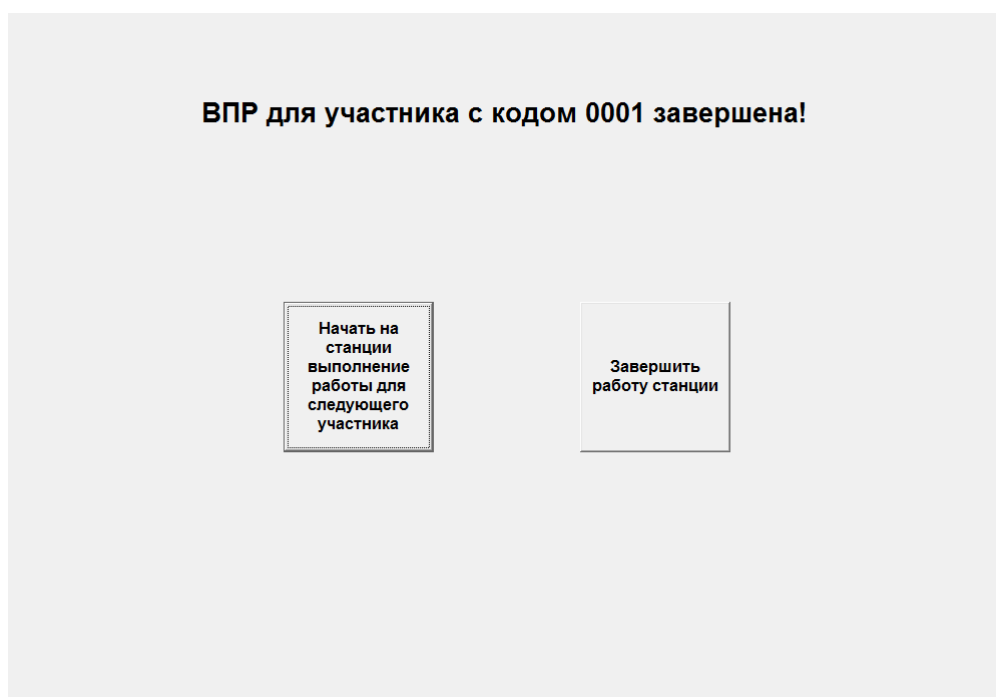 ВПР для участника с кодом 0001 завершена!
Начать на
станции
выполнение
работы для
следующего
участника
Завершить
работу станции